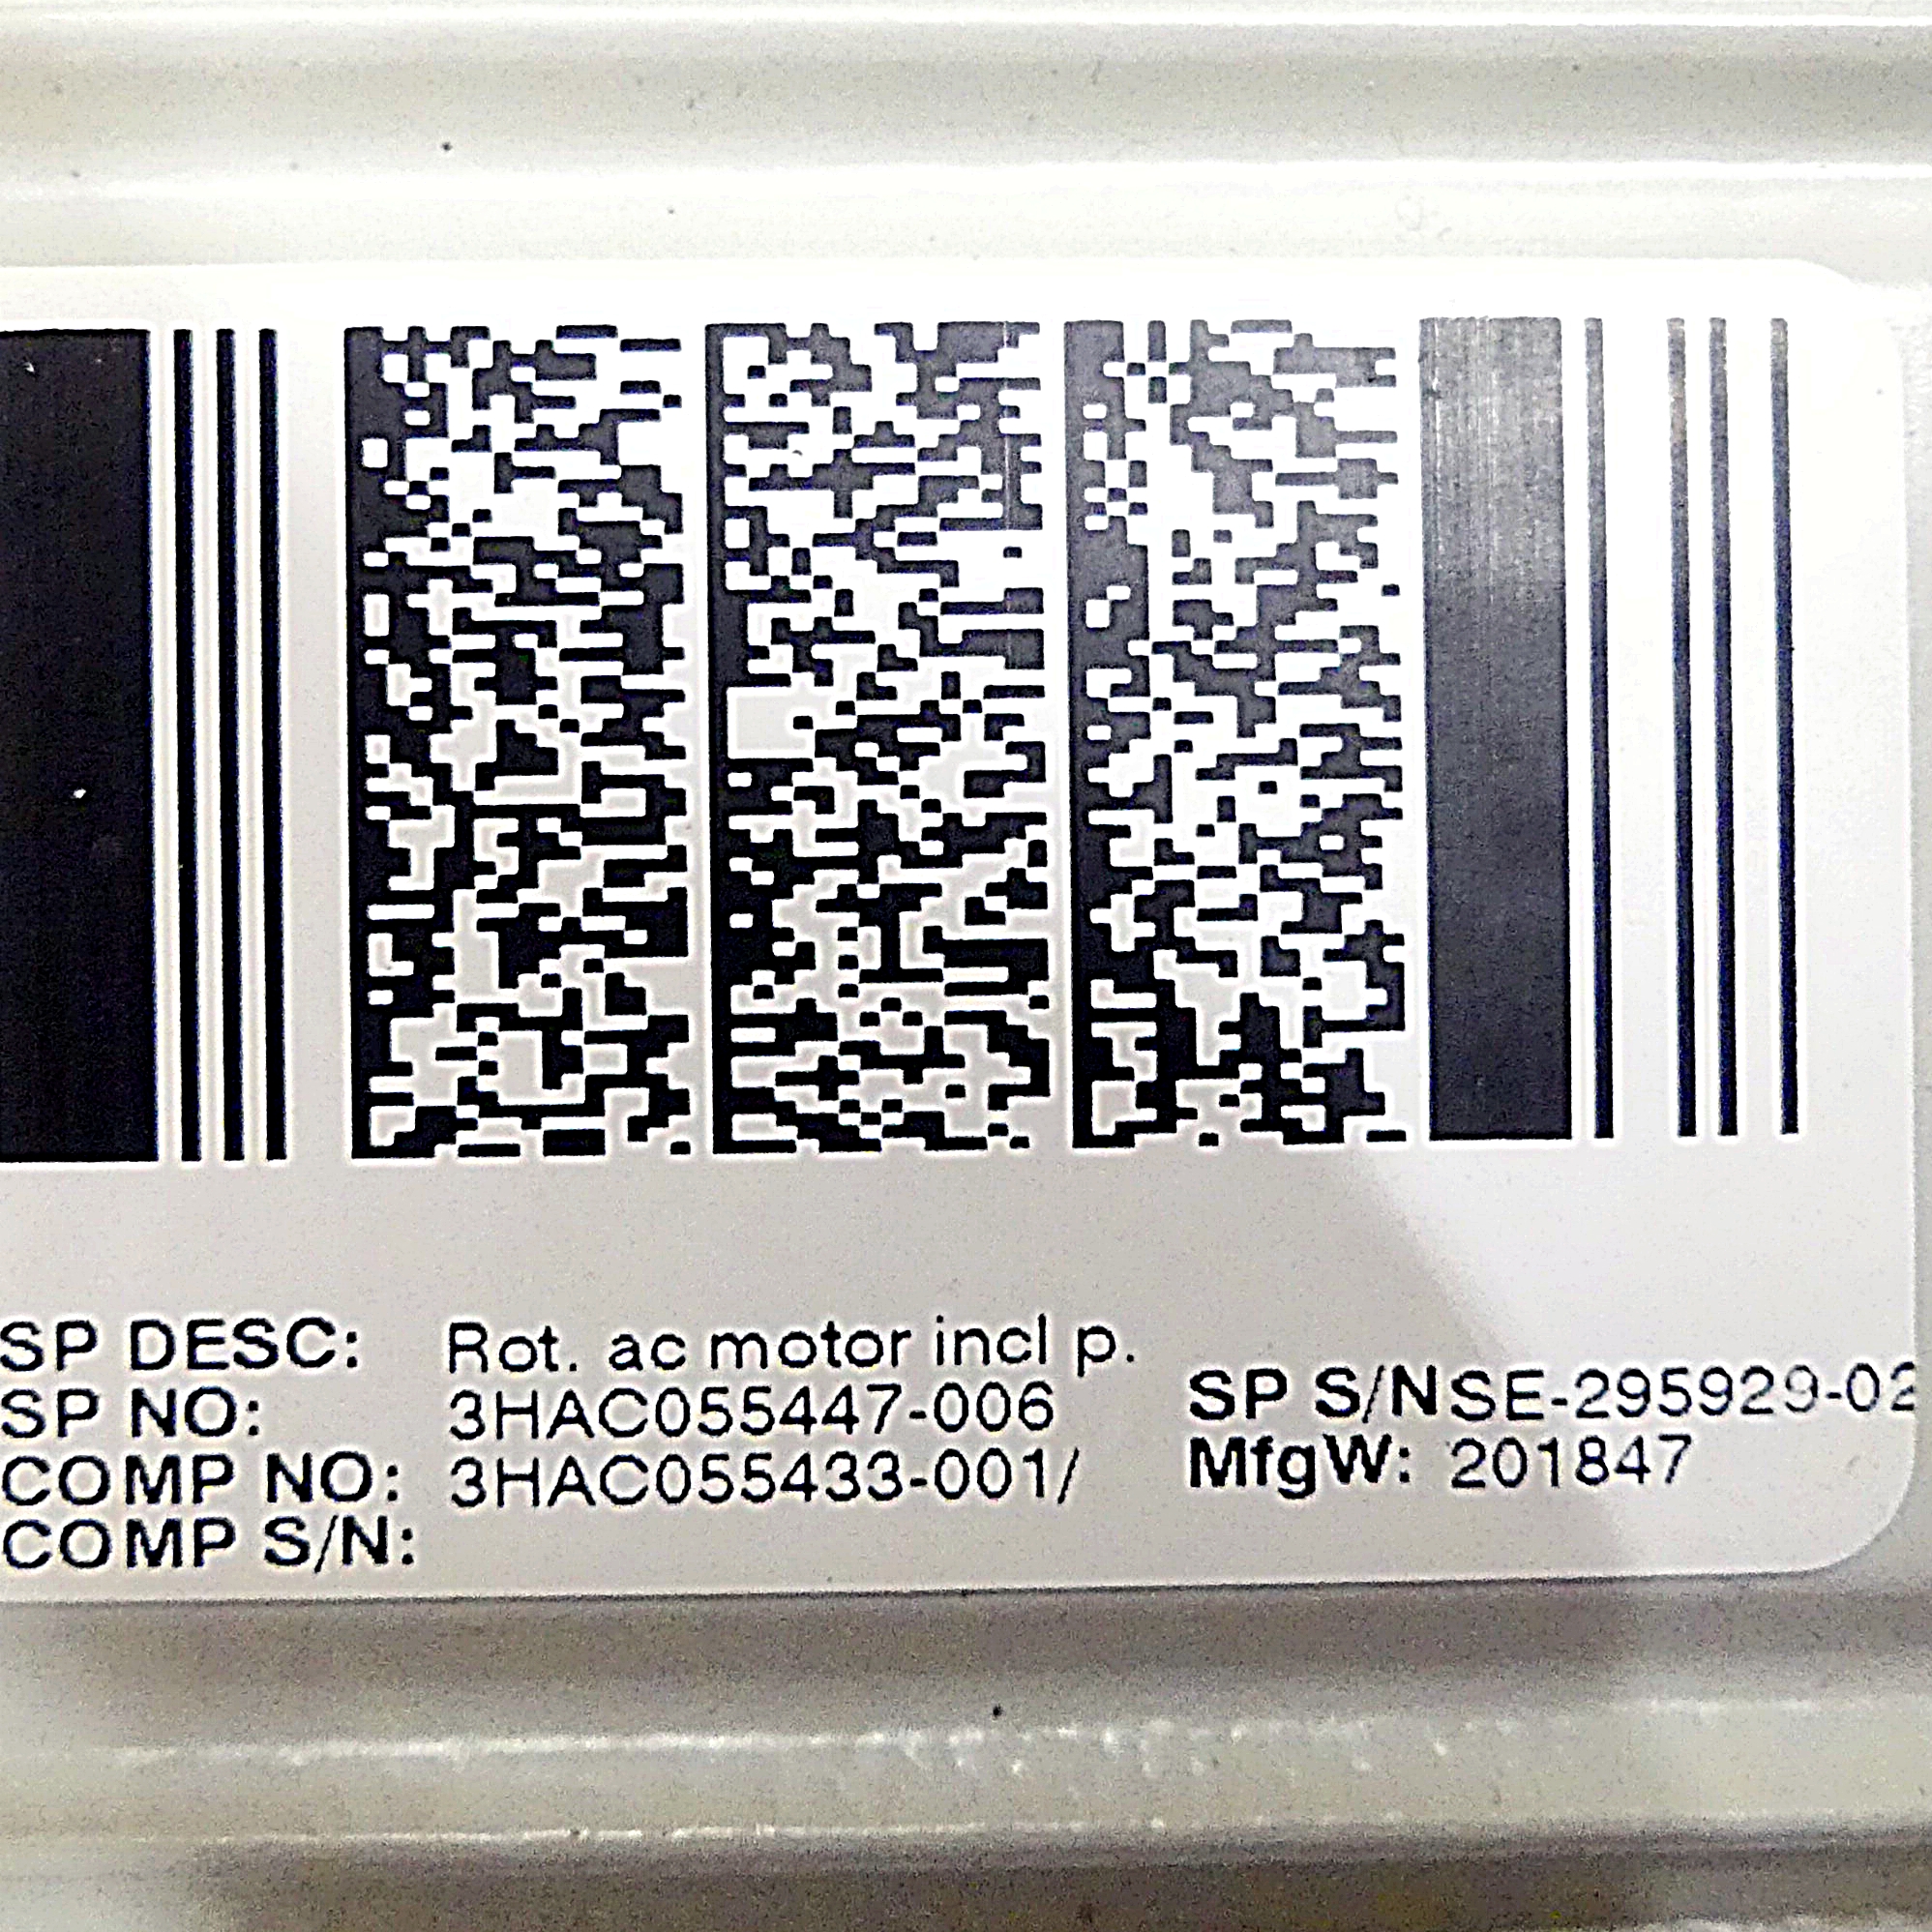 SP DESC: Rot. ac motor incl p.
SP NO: 3HAC055447-006
COMP NO: 3HAC055433-001/
COMP S/N:
SP S/N SE-295929-02
MfgW: 201847